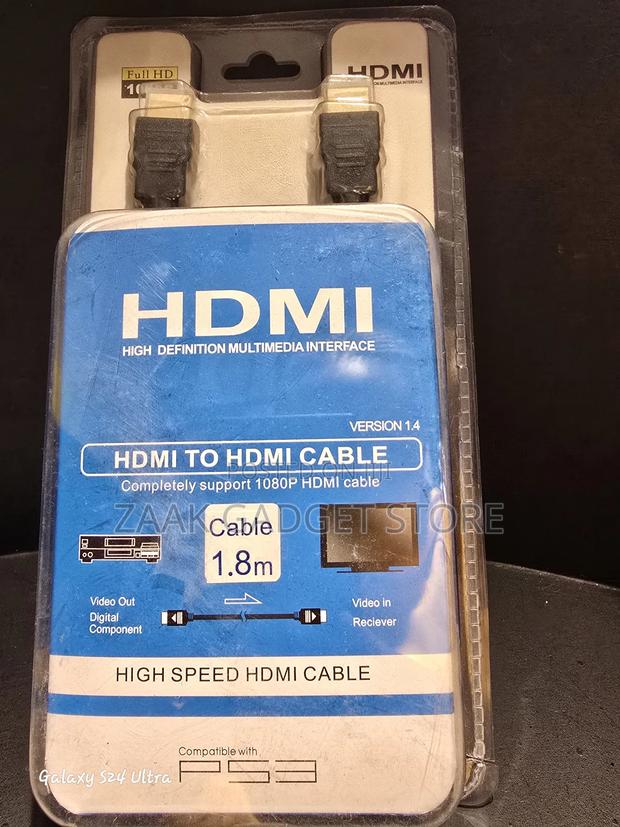 Full HD
HDMI
HDMI
HIGH DEFINITION MULTIMEDIA INTERFACE
VERSION 1.4
HDMI TO HDMI CABLE
POSTED ON
Completely support 1080P HDMI cable
ZAAK GADGET STORE
Cable
1.8m
Video Out
Digital
Component
Video in
Reciever
HIGH SPEED HDMI CABLE
Compatible with
PS3
Galaxy S24 Ultra